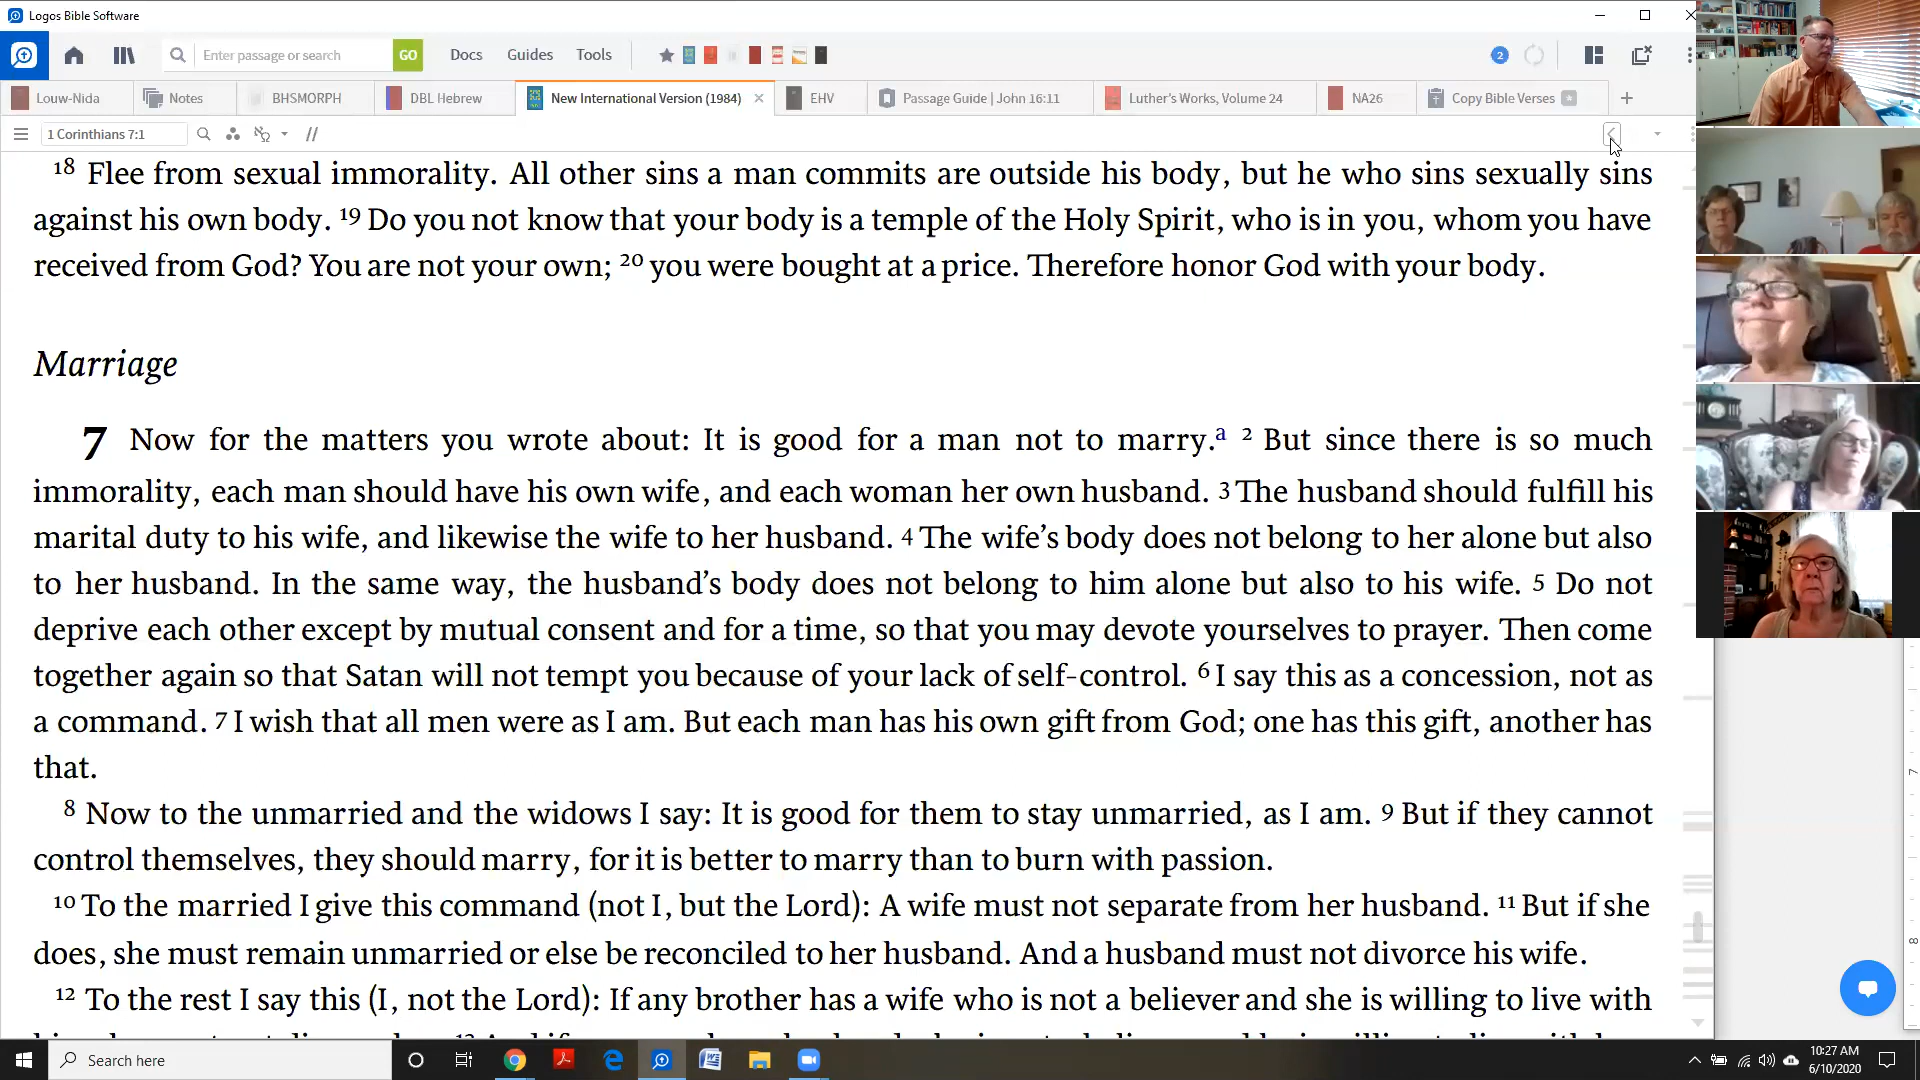 Logos Bible Software
Enter passage or search GO Docs Guides Tools 2
Louw-Nida Notes BHSMORPH DBL Hebrew New International Version (1984) EHV Passage Guide | John 16:11 Luther's Works, Volume 24 NA26 Copy Bible Verses
1 Corinthians 7:1
18 Flee from sexual immorality. All other sins a man commits are outside his body, but he who sins sexually sins
against his own body. 19 Do you not know that your body is a temple of the Holy Spirit, who is in you, whom you have
received from God? You are not your own; 20 you were bought at a price. Therefore honor God with your body.
Marriage
7 Now for the matters you wrote about: It is good for a man not to marry.a 2 But since there is so much
immorality, each man should have his own wife, and each woman her own husband. 3 The husband should fulfill his
marital duty to his wife, and likewise the wife to her husband. 4 The wife’s body does not belong to her alone but also
to her husband. In the same way, the husband’s body does not belong to him alone but also to his wife. 5 Do not
deprive each other except by mutual consent and for a time, so that you may devote yourselves to prayer. Then come
together again so that Satan will not tempt you because of your lack of self-control. 6 I say this as a concession, not as
a command. 7 I wish that all men were as I am. But each man has his own gift from God; one has this gift, another has
that.
8 Now to the unmarried and the widows I say: It is good for them to stay unmarried, as I am. 9 But if they cannot
control themselves, they should marry, for it is better to marry than to burn with passion.
10 To the married I give this command (not I, but the Lord): A wife must not separate from her husband. 11 But if she
does, she must remain unmarried or else be reconciled to her husband. And a husband must not divorce his wife.
12 To the rest I say this (I, not the Lord): If any brother has a wife who is not a believer and she is willing to live with
7
8
Search here
10:27 AM
6/10/2020